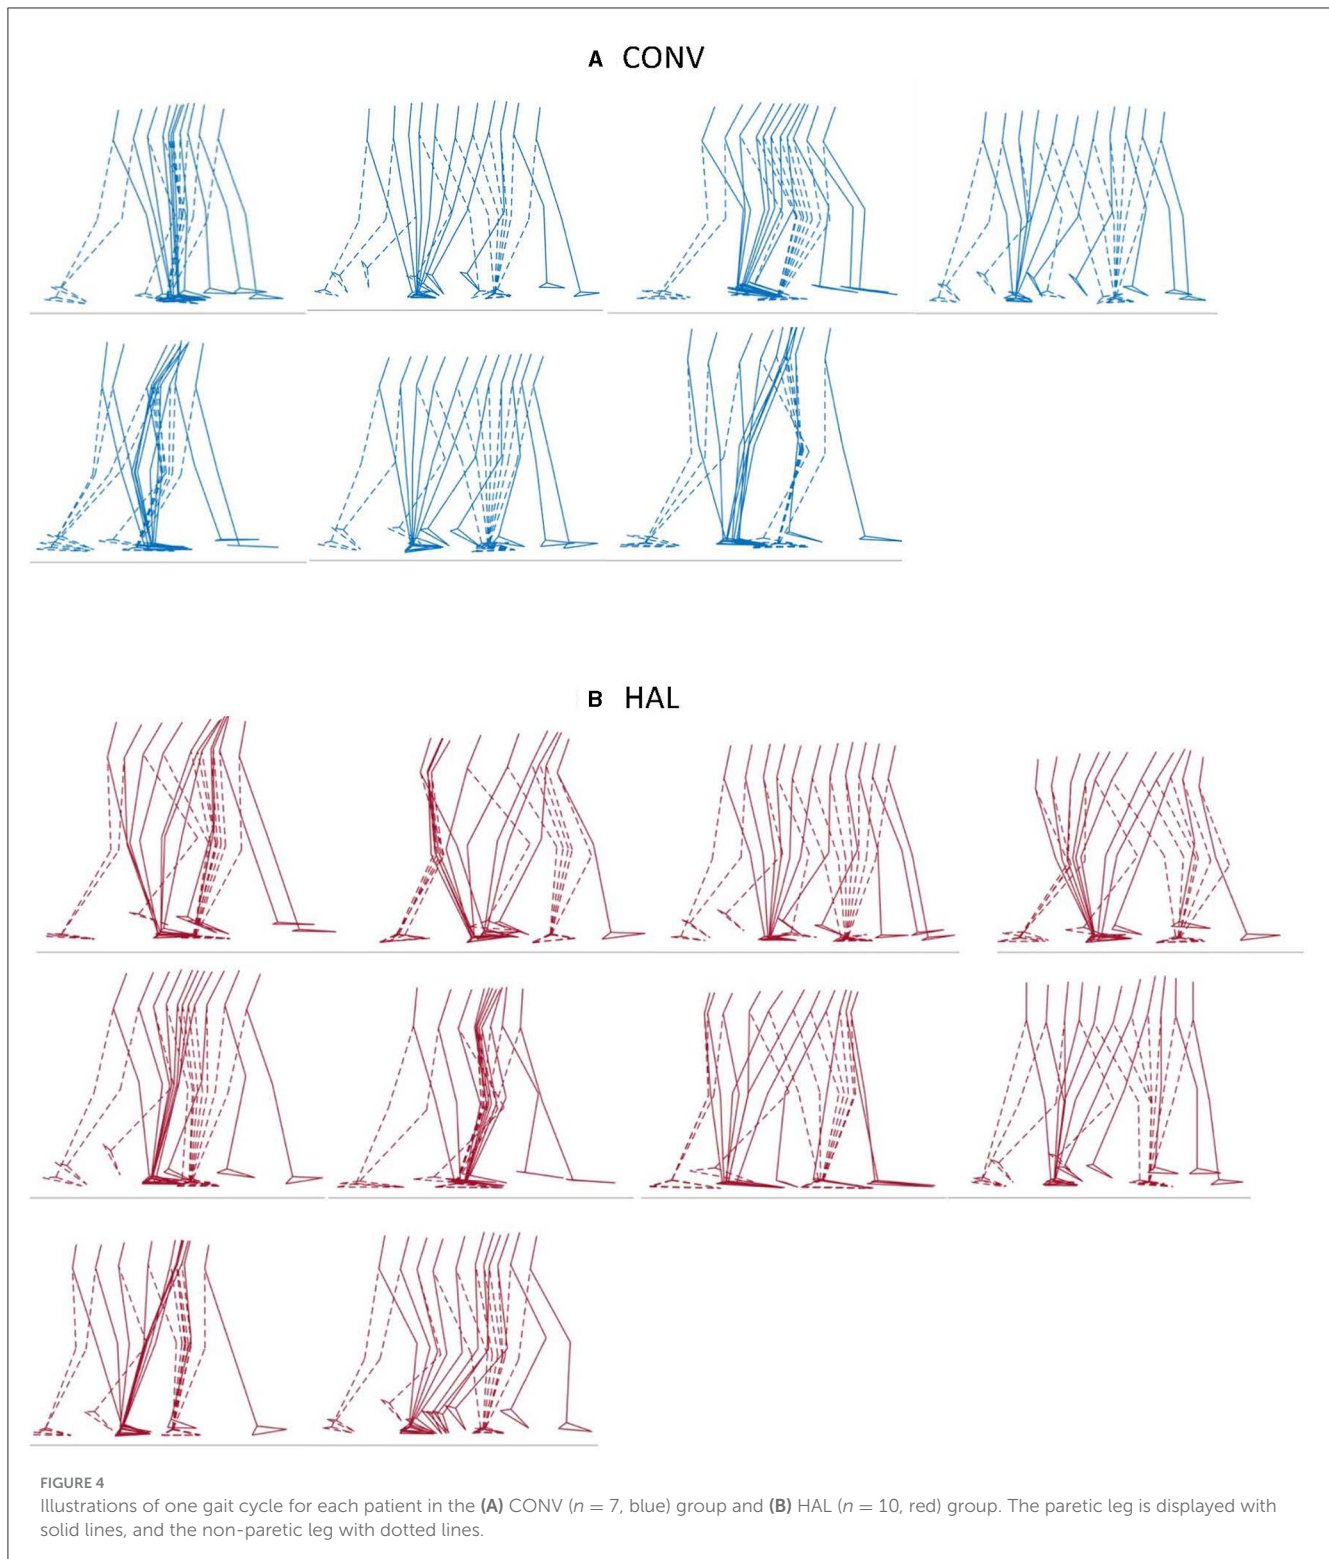 A CONV
B HAL
FIGURE 4
Illustrations of one gait cycle for each patient in the (A) CONV (n = 7, blue) group and (B) HAL (n = 10, red) group. The paretic leg is displayed with
solid lines, and the non-paretic leg with dotted lines.